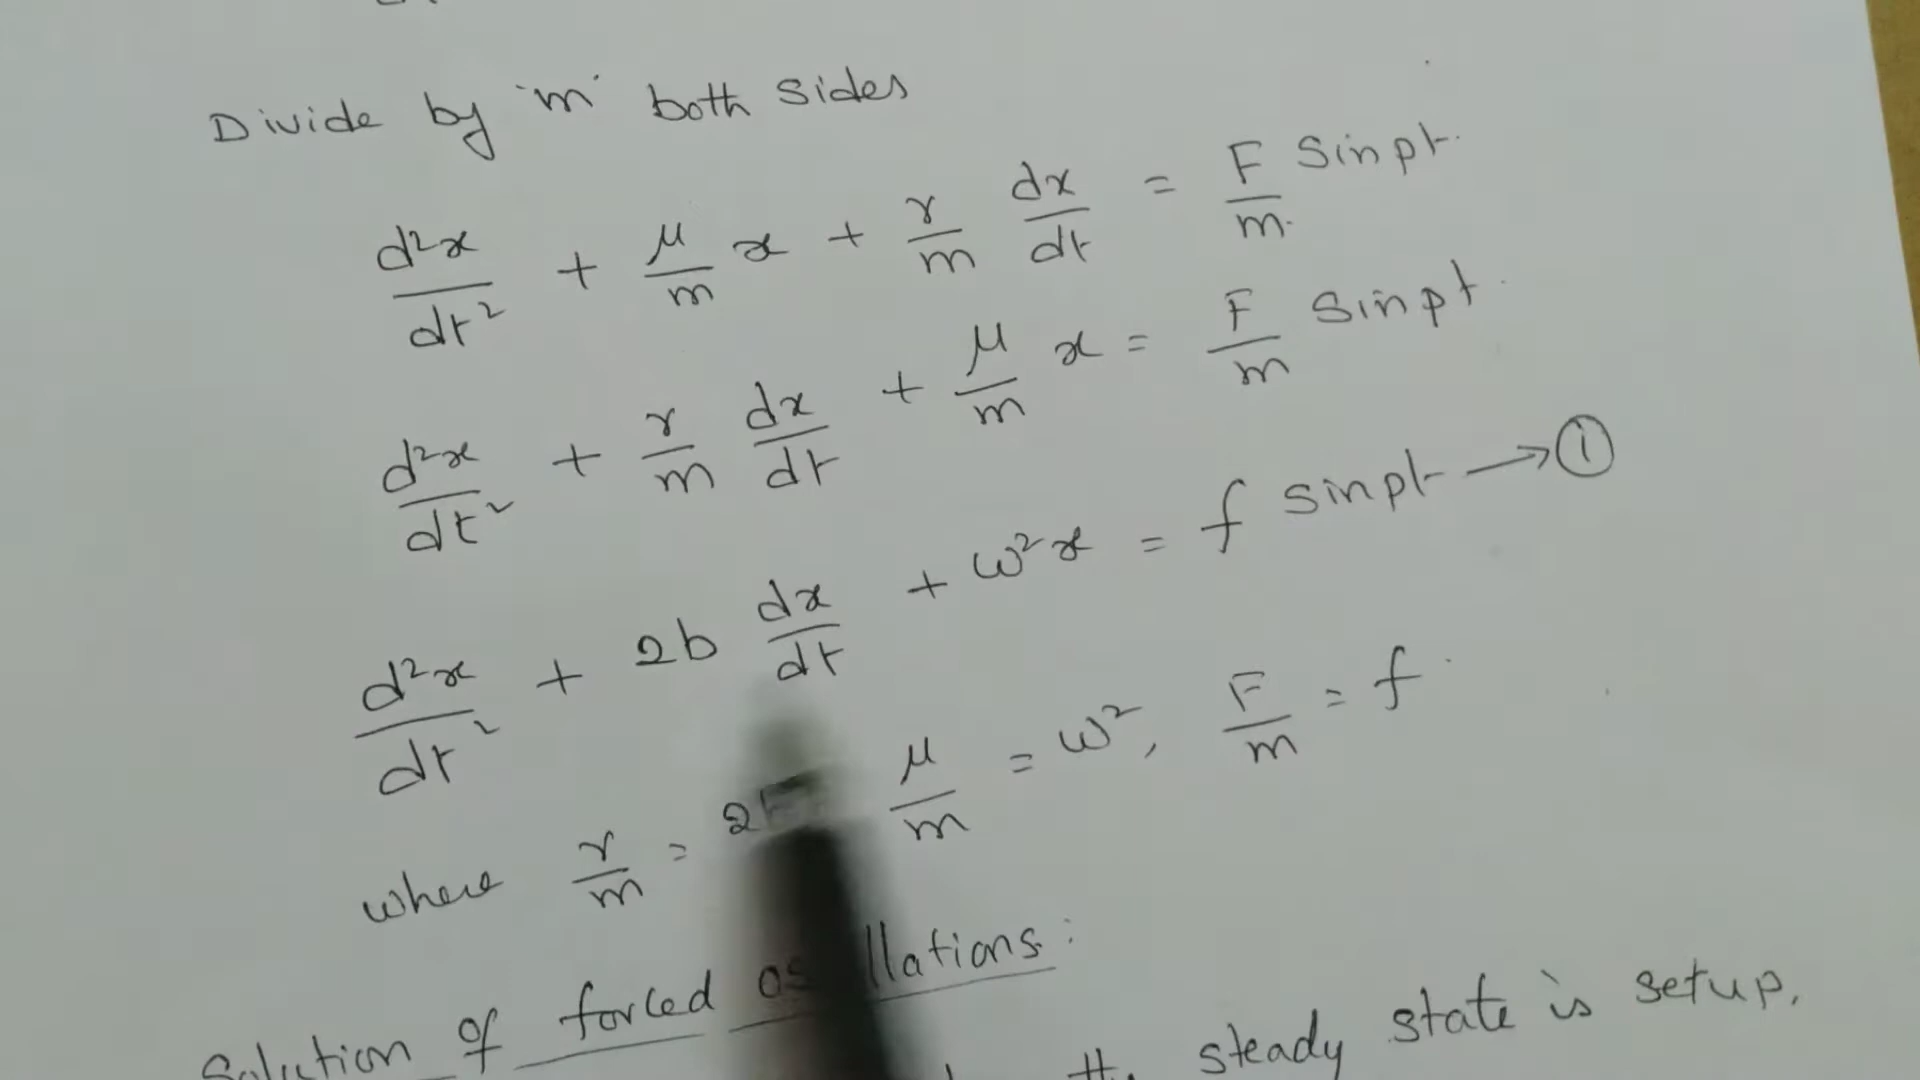 Divide by 'm' both sides
d²x/dt² + μ/m x + r/m dx/dt = F/m Sinpt.
d²x/dt² + r/m dx/dt + μ/m x = F/m Sinpt.
d²x/dt² + 2b dx/dt + ω²x = f sinpt → ①
where r/m = 2 μ/m = ω², F/m = f.
Solution of forced os llations:
steady state is setup.